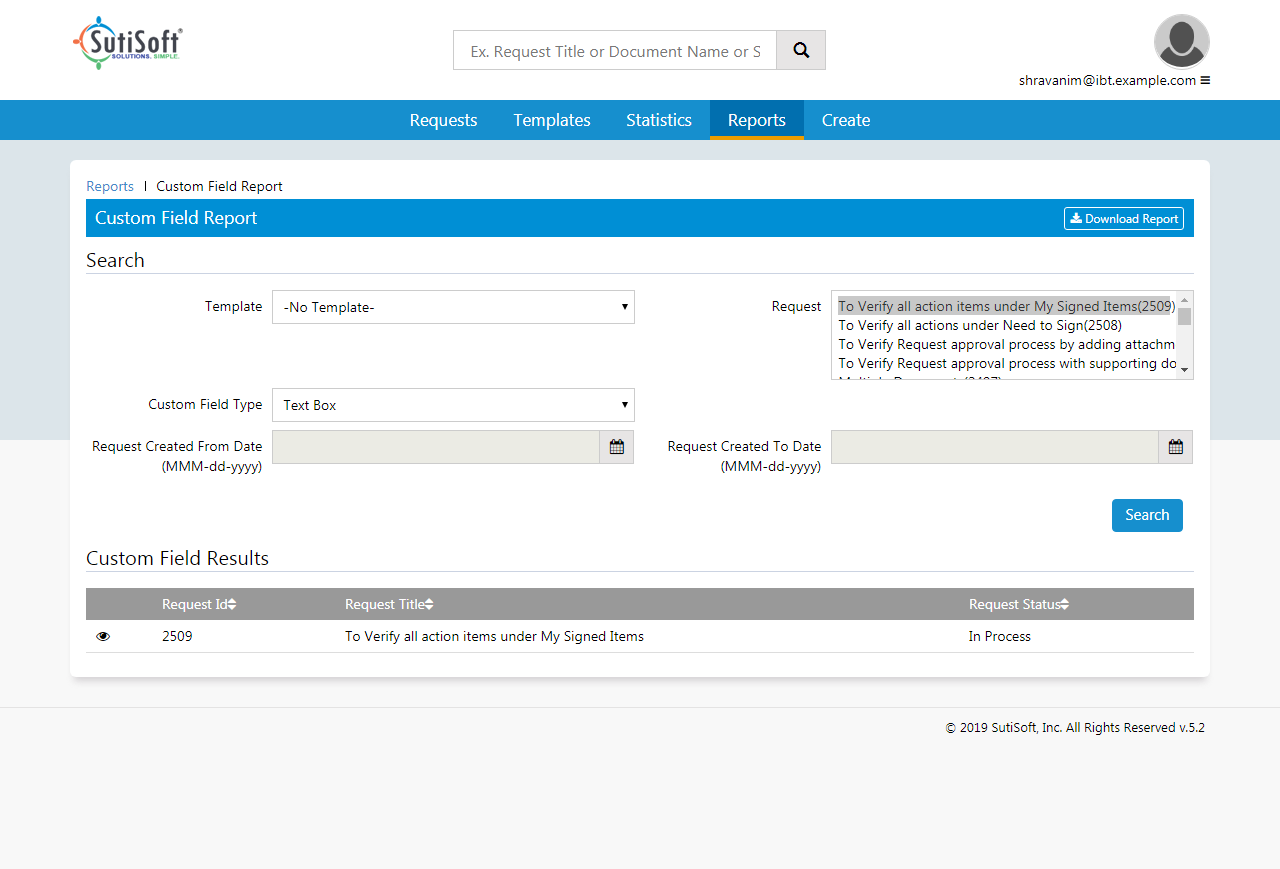 SutiSoft®
SOLUTIONS. SIMPLE.
Ex. Request Title or Document Name or S
shravanim@ibt.example.com
Requests Templates Statistics Reports Create
Reports | Custom Field Report
Custom Field Report Download Report
Search
Template -No Template- Request To Verify all action items under My Signed Items(2509)
To Verify all actions under Need to Sign(2508)
To Verify Request approval process by adding attachm
To Verify Request approval process with supporting do
Custom Field Type Text Box
Request Created From Date Request Created To Date
(MMM-dd-yyyy) (MMM-dd-yyyy)
Search
Custom Field Results
Request Id Request Title Request Status
2509 To Verify all action items under My Signed Items In Process
© 2019 SutiSoft, Inc. All Rights Reserved v.5.2